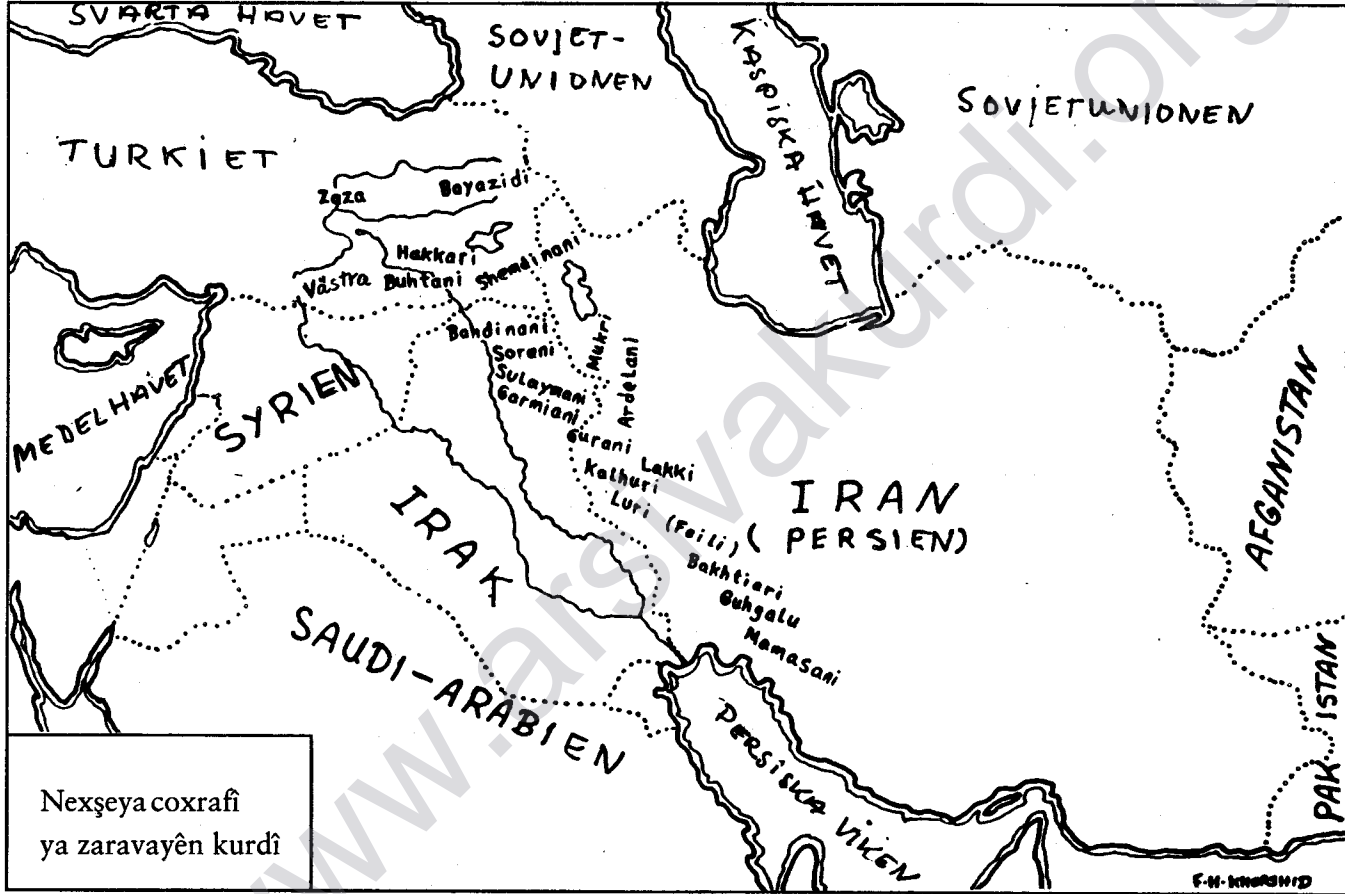 SVARTA HAVET
SOVJET-
UNIONEN
KASPISKA HAVET
SOVJETUNIONEN
TURKIET
Zaza
Bayazidi
Hakkari
Västra Buhtani Shemdinani
Bahdinani
Sorani
Mukri
Sulaymani
Garmiani
Ardelani
Gurani
Lakki
Kalhuri
Luri (Feili)
Bakhtiari
Guhgalu
Mamasani
MEDELHAVET
SYRIEN
IRAK
IRAN
(PERSIEN)
AFGANISTAN
SAUDI-ARABIEN
PERSISKA VIKEN
PAK-ISTAN
Nexşeya coxrafî
ya zaravayên kurdî
F.H. KHORSHID
www.arsivakurdi.org